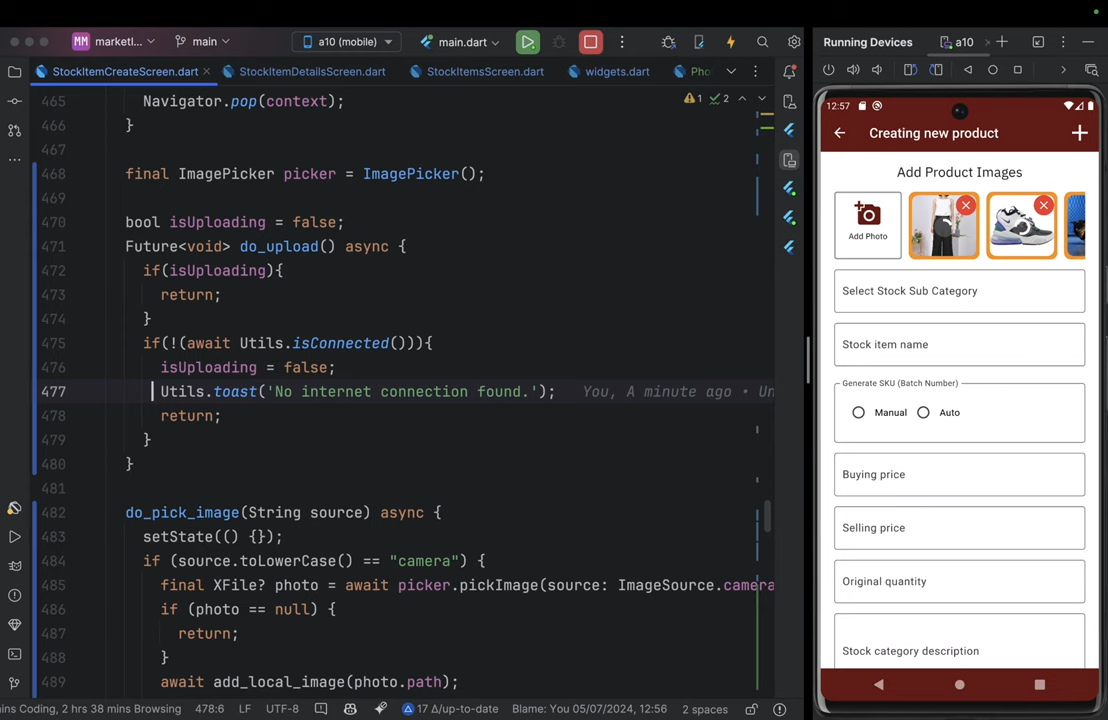 MM marketl...
main
a10 (mobile)
main.dart
Running Devices
a10
StockItemCreateScreen.dart
StockItemDetailsScreen.dart
StockItemsScreen.dart
widgets.dart
Pho
465 Navigator.pop(context);
466 }
467
468 final ImagePicker picker = ImagePicker();
469
470 bool isUploading = false;
471 Future<void> do_upload() async {
472 if(isUploading){
473 return;
474 }
475 if(!(await Utils.isConnected())){
476 isUploading = false;
477 Utils.toast('No internet connection found.'); You, A minute ago • Un
478 return;
479 }
480 }
481
482 do_pick_image(String source) async {
483 setState(() {});
484 if (source.toLowerCase() == "camera") {
485 final XFile? photo = await picker.pickImage(source: ImageSource.camera
486 if (photo == null) {
487 return;
488 }
489 await add_local_image(photo.path);
1 2
ns Coding, 2 hrs 38 mins Browsing 478:6 LF UTF-8 17 Δ/up-to-date Blame: You 05/07/2024, 12:56 2 spaces
12:57
Creating new product
Add Product Images
Add Photo
Select Stock Sub Category
Stock item name
Generate SKU (Batch Number)
Manual Auto
Buying price
Selling price
Original quantity
Stock category description